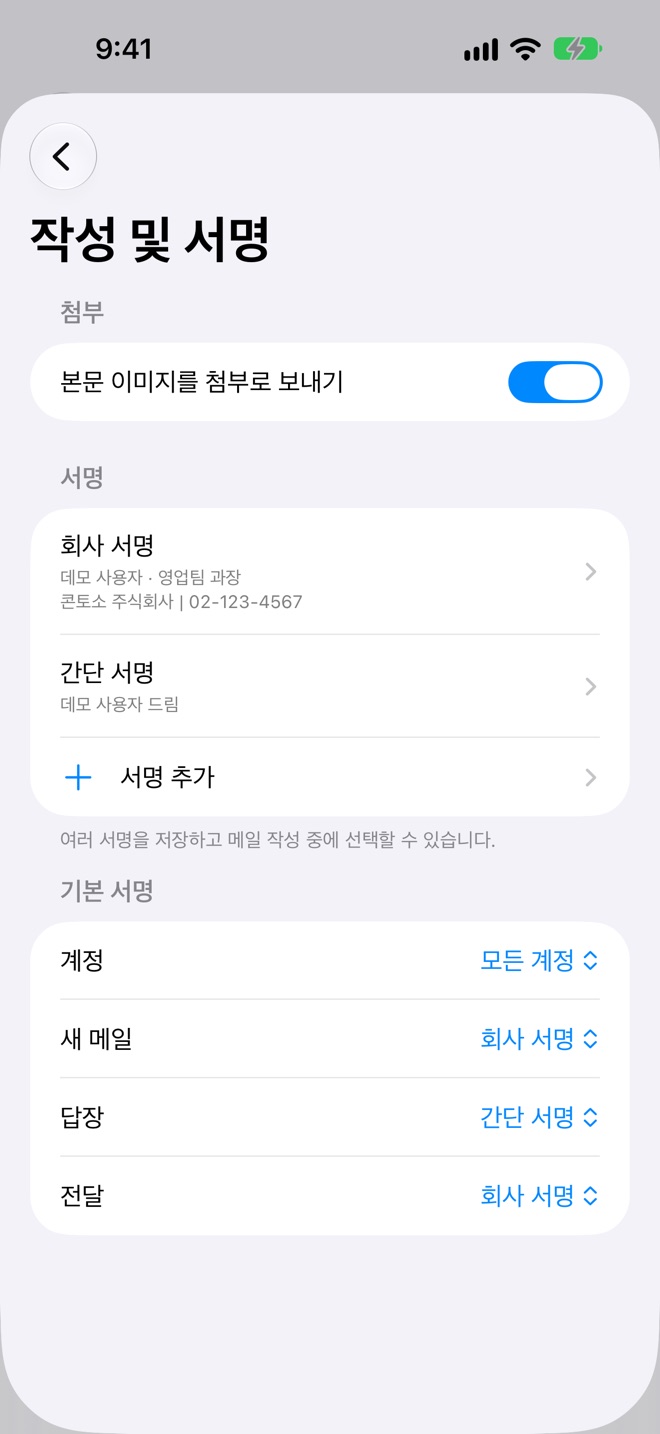 9:41
작성 및 서명
첨부
본문 이미지를 첨부로 보내기
서명
회사 서명
데모 사용자 · 영업팀 과장
콘토소 주식회사 | 02-123-4567
간단 서명
데모 사용자 드림
서명 추가
여러 서명을 저장하고 메일 작성 중에 선택할 수 있습니다.
기본 서명
계정 모든 계정
새 메일 회사 서명
답장 간단 서명
전달 회사 서명